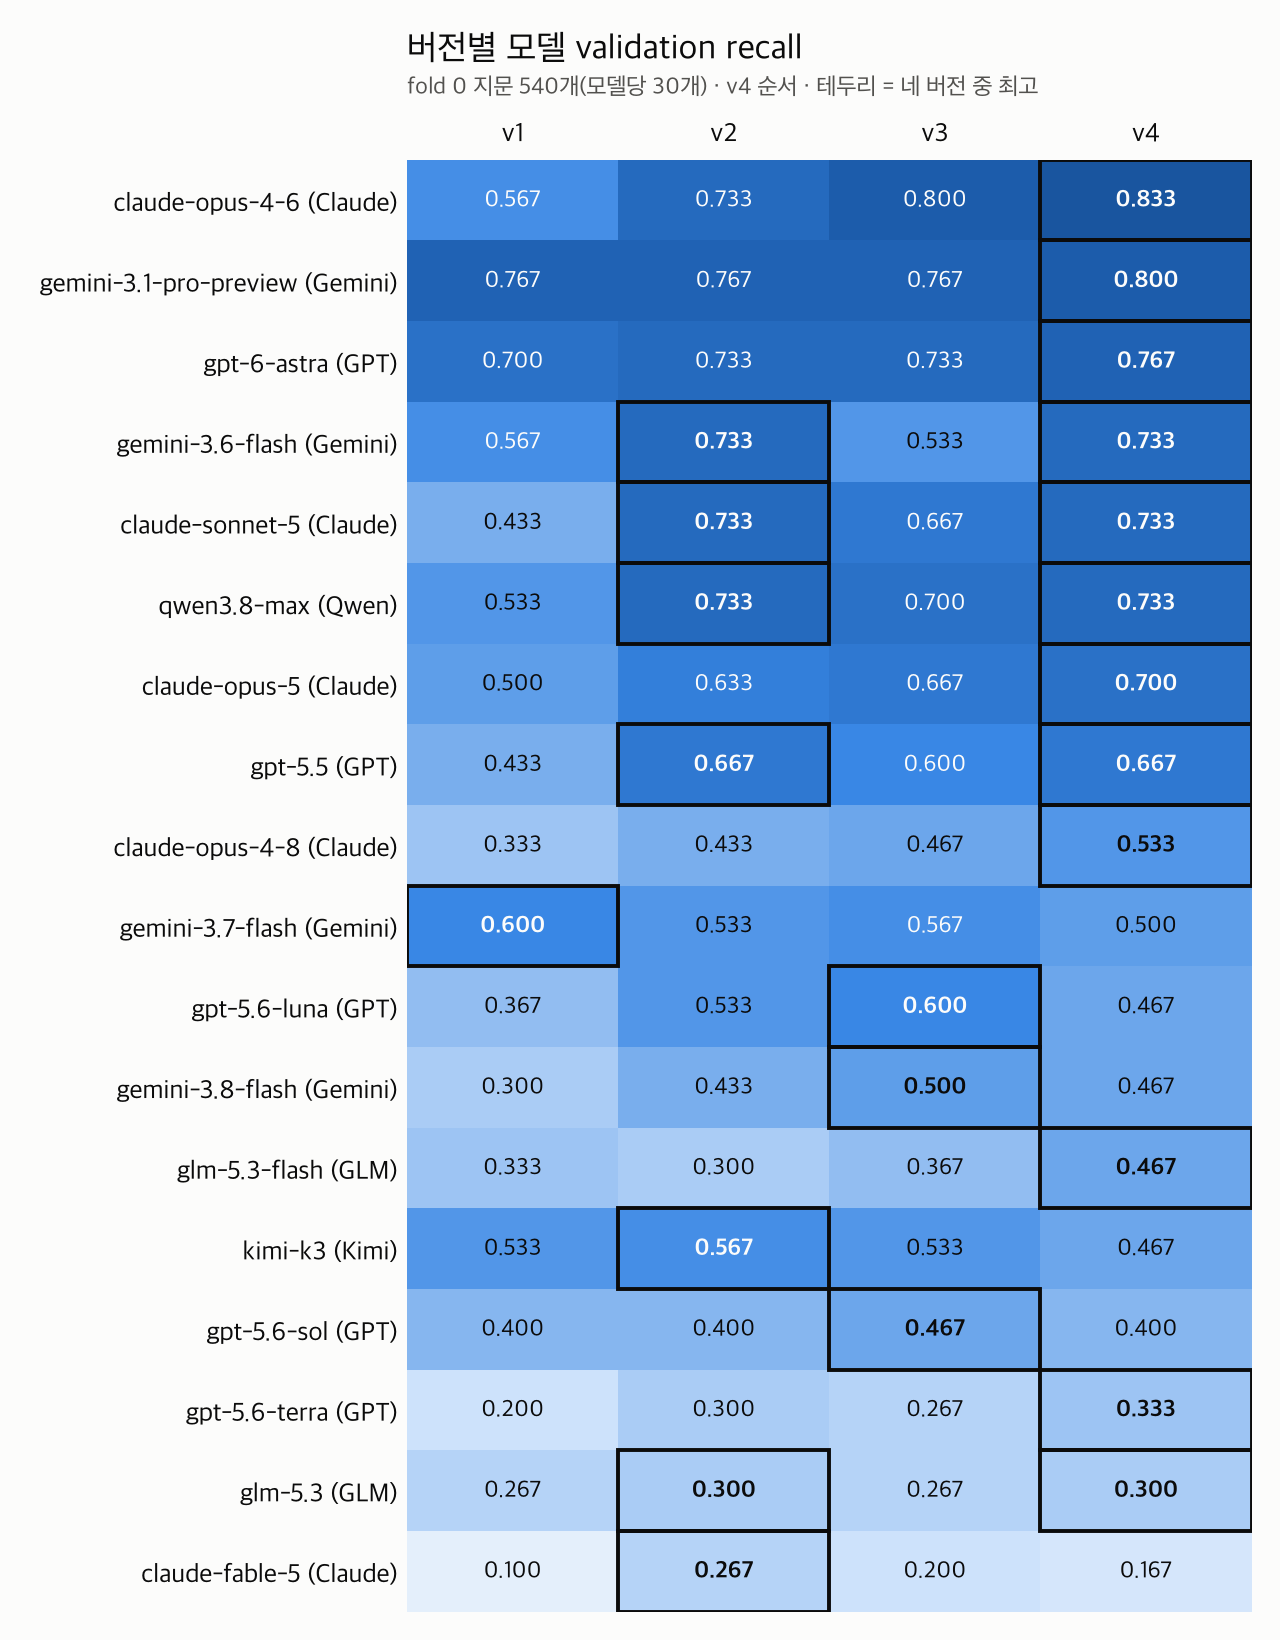 버전별 모델 validation recall
fold 0 지문 540개(모델당 30개) · v4 순서 · 테두리 = 네 버전 중 최고
v1 v2 v3 v4
claude-opus-4-6 (Claude) 0.567 0.733 0.800 0.833
gemini-3.1-pro-preview (Gemini) 0.767 0.767 0.767 0.800
gpt-6-astra (GPT) 0.700 0.733 0.733 0.767
gemini-3.6-flash (Gemini) 0.567 0.733 0.533 0.733
claude-sonnet-5 (Claude) 0.433 0.733 0.667 0.733
qwen3.8-max (Qwen) 0.533 0.733 0.700 0.733
claude-opus-5 (Claude) 0.500 0.633 0.667 0.700
gpt-5.5 (GPT) 0.433 0.667 0.600 0.667
claude-opus-4-8 (Claude) 0.333 0.433 0.467 0.533
gemini-3.7-flash (Gemini) 0.600 0.533 0.567 0.500
gpt-5.6-luna (GPT) 0.367 0.533 0.600 0.467
gemini-3.8-flash (Gemini) 0.300 0.433 0.500 0.467
glm-5.3-flash (GLM) 0.333 0.300 0.367 0.467
kimi-k3 (Kimi) 0.533 0.567 0.533 0.467
gpt-5.6-sol (GPT) 0.400 0.400 0.467 0.400
gpt-5.6-terra (GPT) 0.200 0.300 0.267 0.333
glm-5.3 (GLM) 0.267 0.300 0.267 0.300
claude-fable-5 (Claude) 0.100 0.267 0.200 0.167